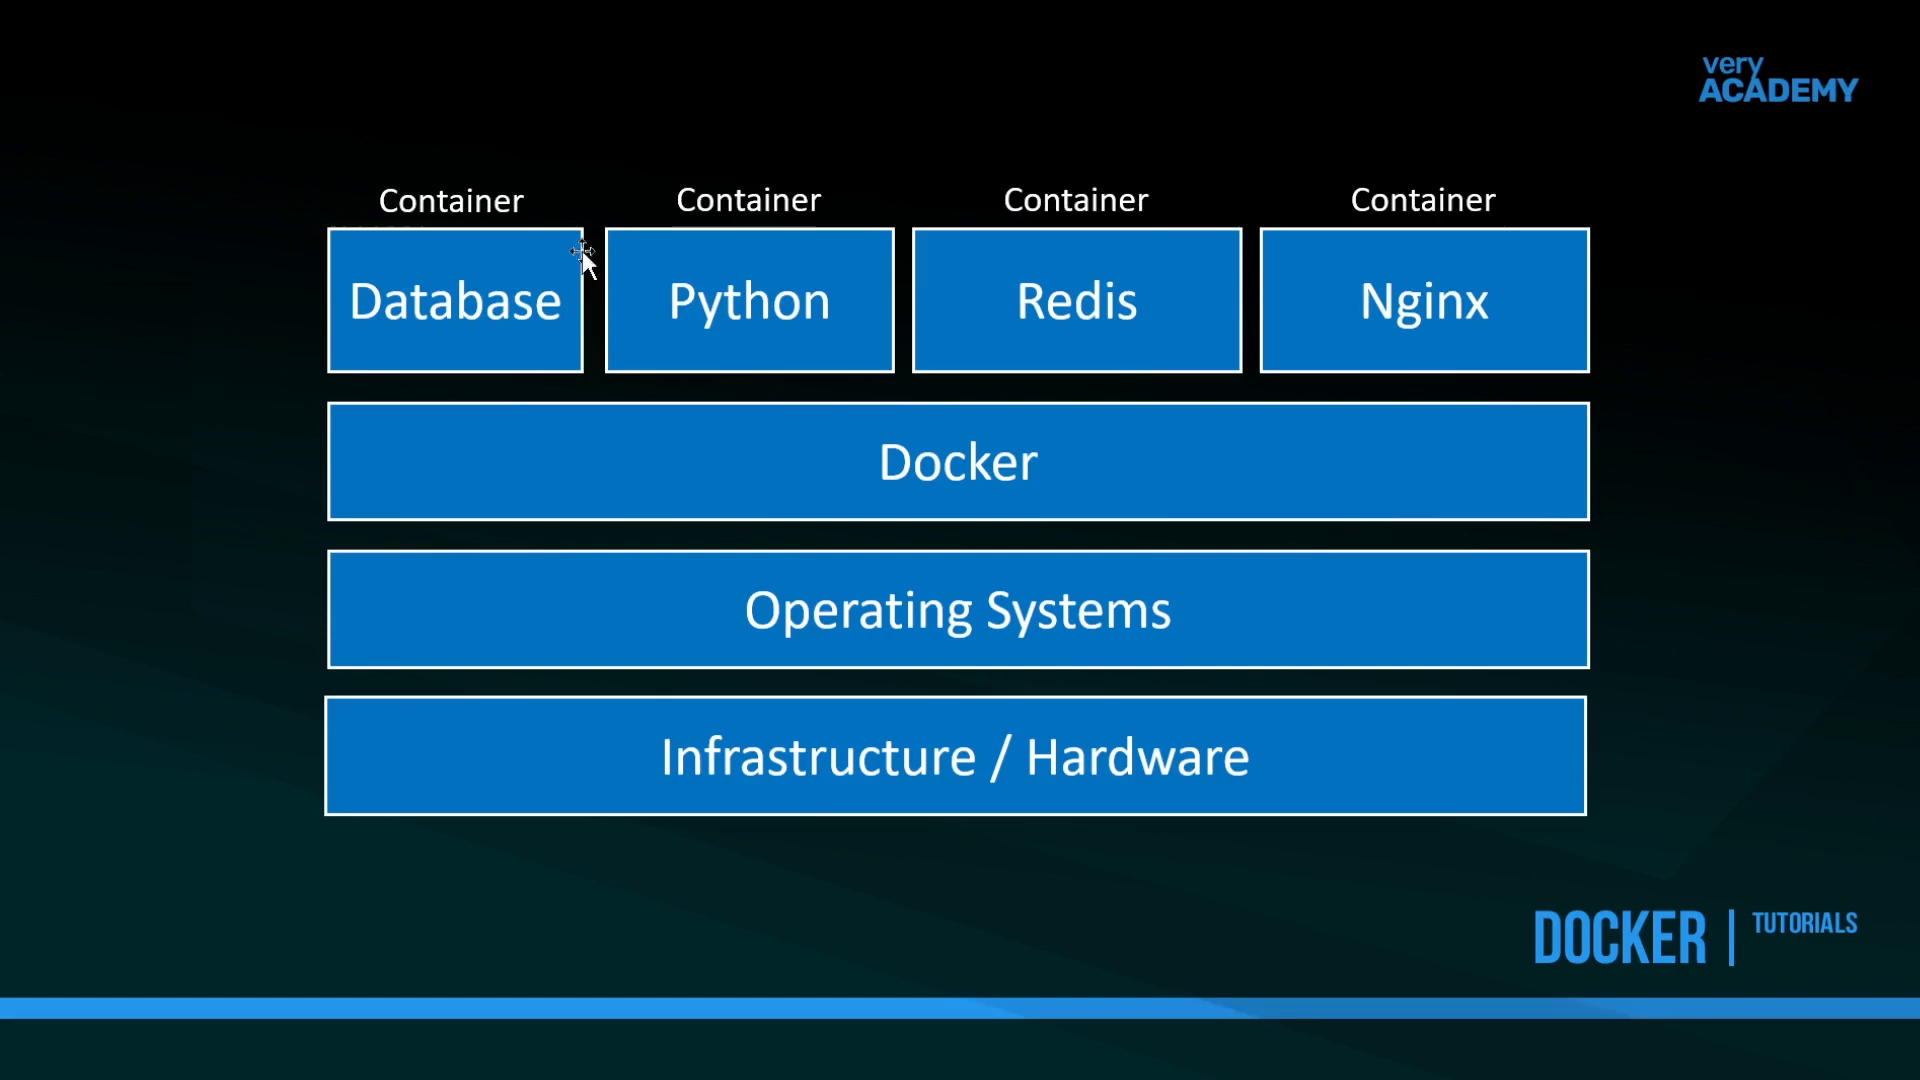 very
ACADEMY
Container Container Container Container
Database Python Redis Nginx
Docker
Operating Systems
Infrastructure / Hardware
DOCKER | TUTORIALS